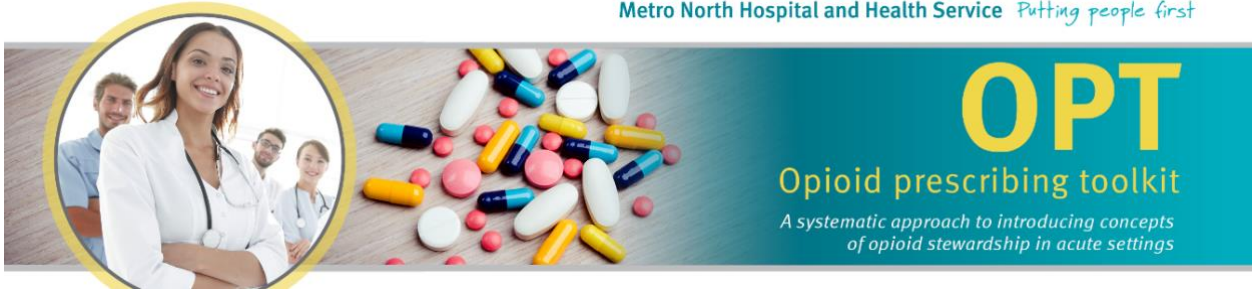 Metro North Hospital and Health Service Putting people first
OPT
Opioid prescribing toolkit
A systematic approach to introducing concepts
of opioid stewardship in acute settings